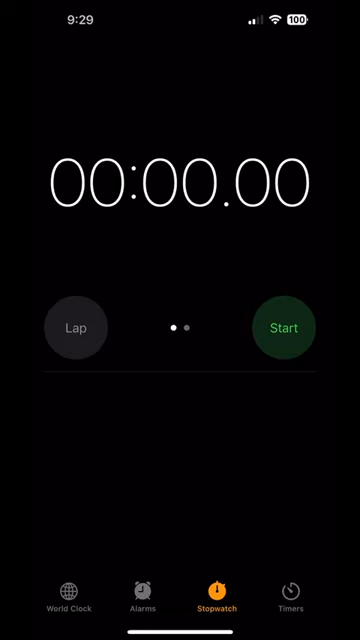 9:29
100
00:00.00
Lap
Start
World Clock
Alarms
Stopwatch
Timers